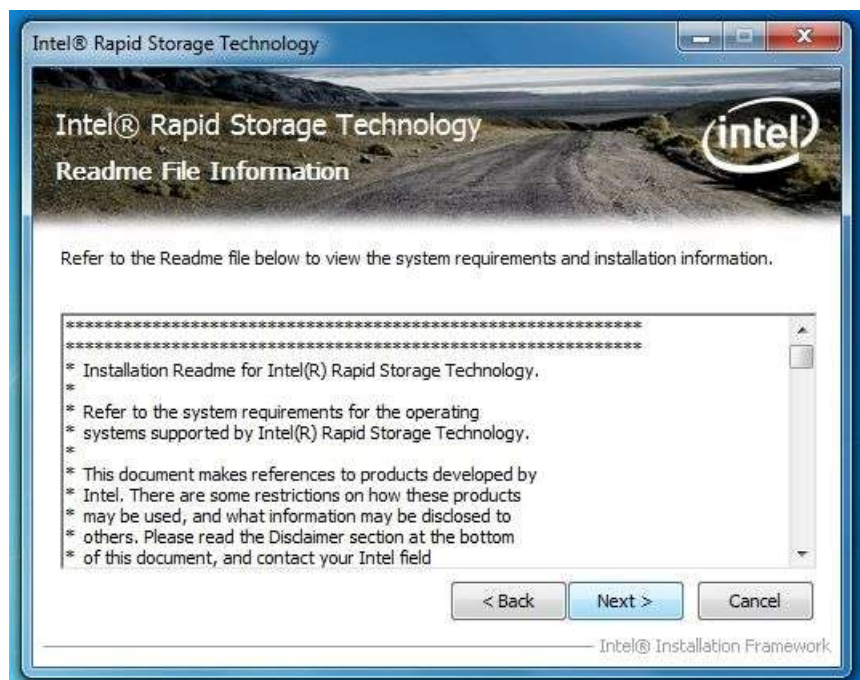 Intel® Rapid Storage Technology
Intel® Rapid Storage Technology
intel
Readme File Information
Refer to the Readme file below to view the system requirements and installation information.
************************************************************
************************************************************
* Installation Readme for Intel(R) Rapid Storage Technology.
*
* Refer to the system requirements for the operating
* systems supported by Intel(R) Rapid Storage Technology.
*
* This document makes references to products developed by
* Intel. There are some restrictions on how these products
* may be used, and what information may be disclosed to
* others. Please read the Disclaimer section at the bottom
* of this document, and contact your Intel field
< Back
Next >
Cancel
Intel® Installation Framework